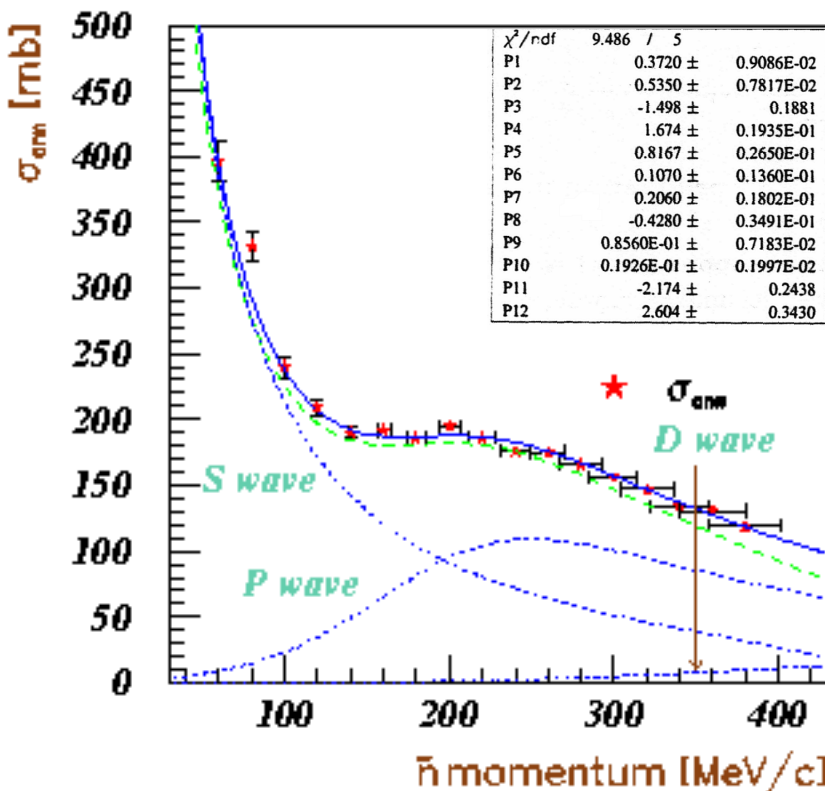 σann [mb]
500
450
400
350
300
250
200
150
100
50
0
χ²/ndf 9.486 / 5
P1 0.3720 ± 0.9086E-02
P2 0.5350 ± 0.7817E-02
P3 -1.498 ± 0.1881
P4 1.674 ± 0.1935E-01
P5 0.8167 ± 0.2650E-01
P6 0.1070 ± 0.1360E-01
P7 0.2060 ± 0.1802E-01
P8 -0.4280 ± 0.3491E-01
P9 0.8560E-01 ± 0.7183E-02
P10 0.1926E-01 ± 0.1997E-02
P11 -2.174 ± 0.2438
P12 2.604 ± 0.3430
σann
D wave
S wave
P wave
100 200 300 400
n̄ momentum [MeV/c]